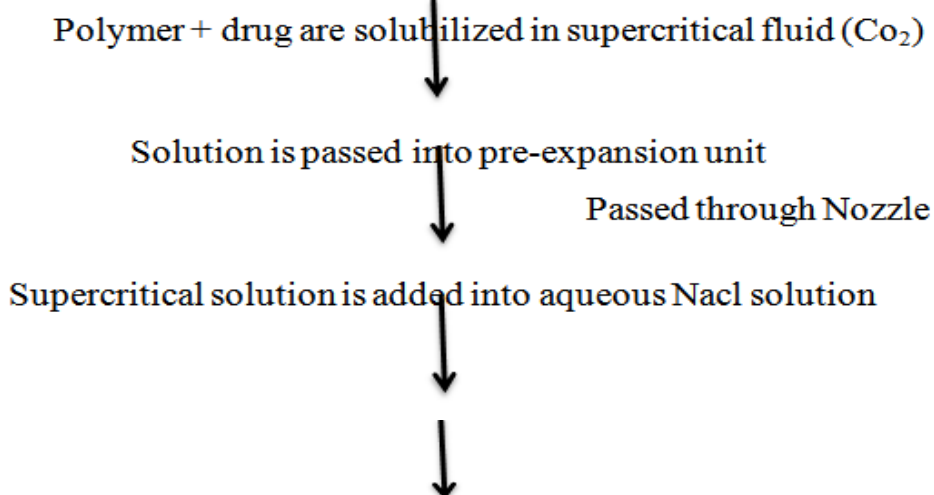 Polymer + drug are solubilized in supercritical fluid (Co₂)
Solution is passed into pre-expansion unit
Passed through Nozzle
Supercritical solution is added into aqueous Nacl solution